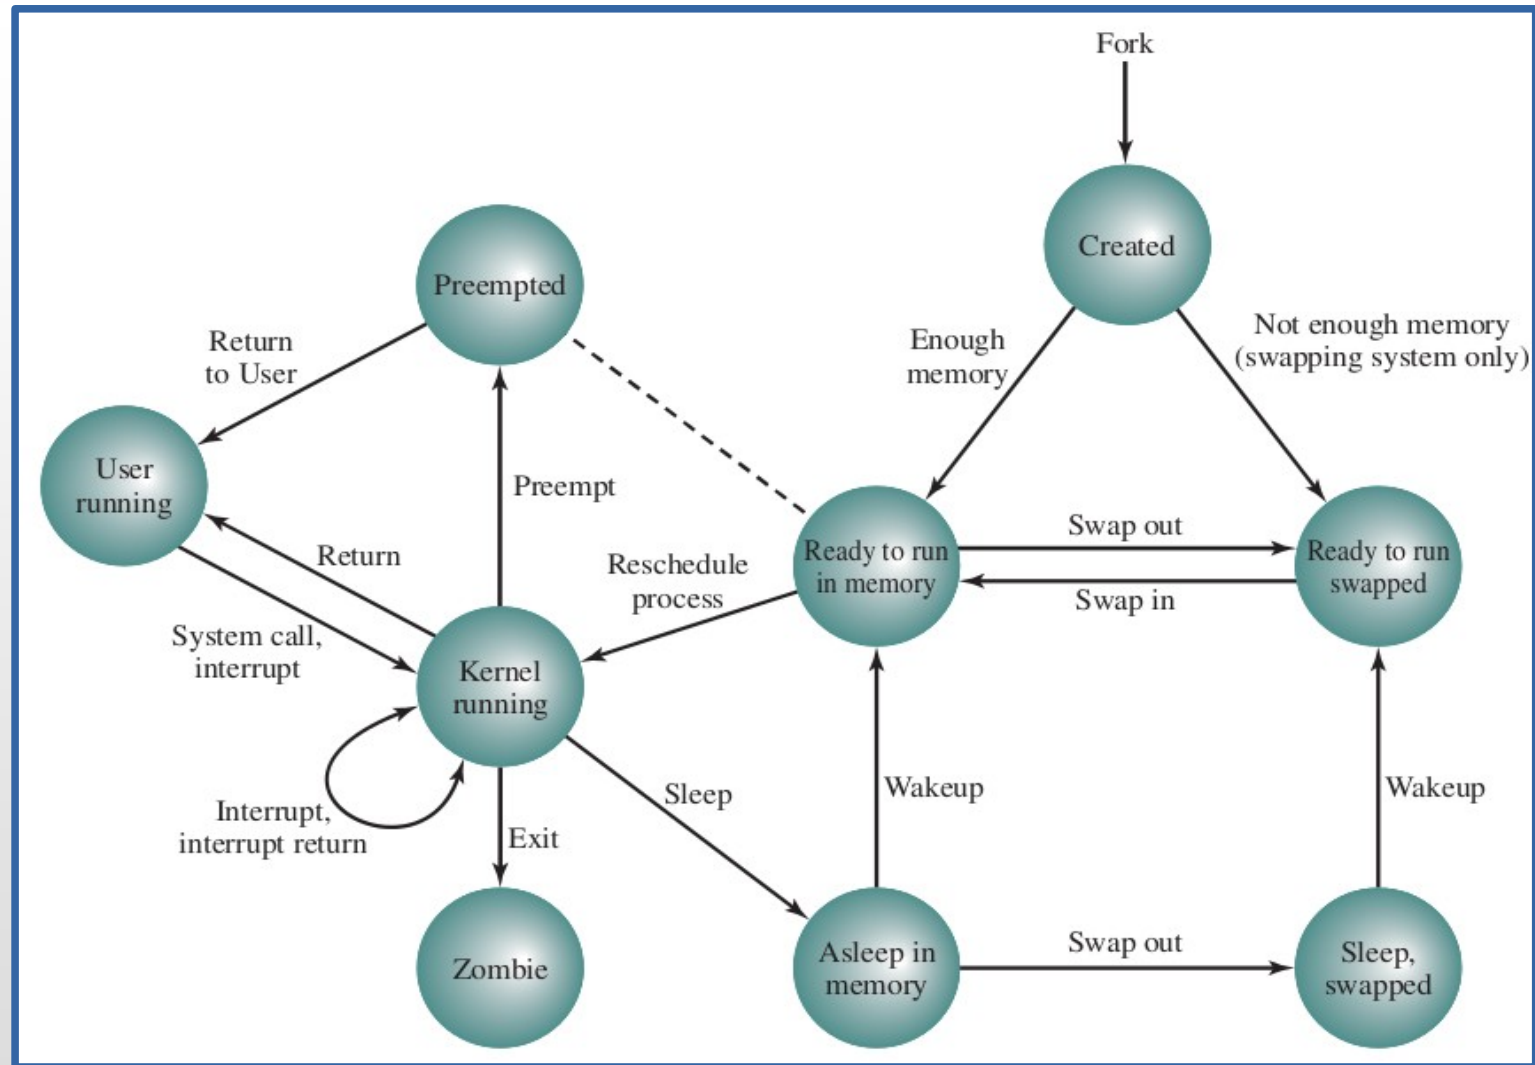 Fork
Created
Preempted
Enough
memory
Not enough memory
(swapping system only)
Return
to User
User
running
Preempt
Return
Reschedule
process
Ready to run
in memory
Swap out
Swap in
Ready to run
swapped
System call,
interrupt
Kernel
running
Interrupt,
interrupt return
Sleep
Wakeup
Wakeup
Exit
Zombie
Asleep in
memory
Swap out
Sleep,
swapped